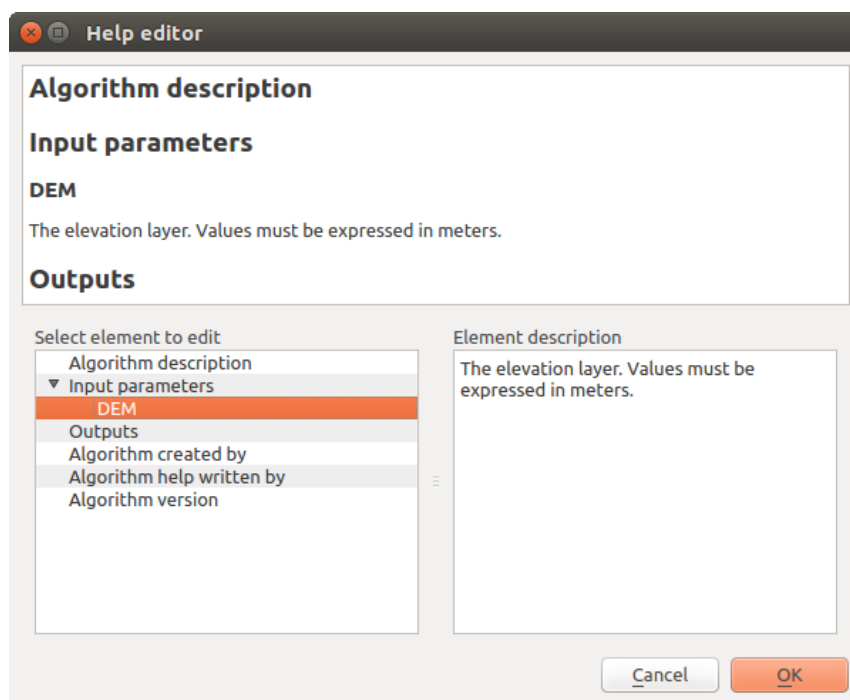 Help editor
Algorithm description
Input parameters
DEM
The elevation layer. Values must be expressed in meters.
Outputs
Select element to edit
Algorithm description
Input parameters
DEM
Outputs
Algorithm created by
Algorithm help written by
Algorithm version
Element description
The elevation layer. Values must be
expressed in meters.
Cancel
OK